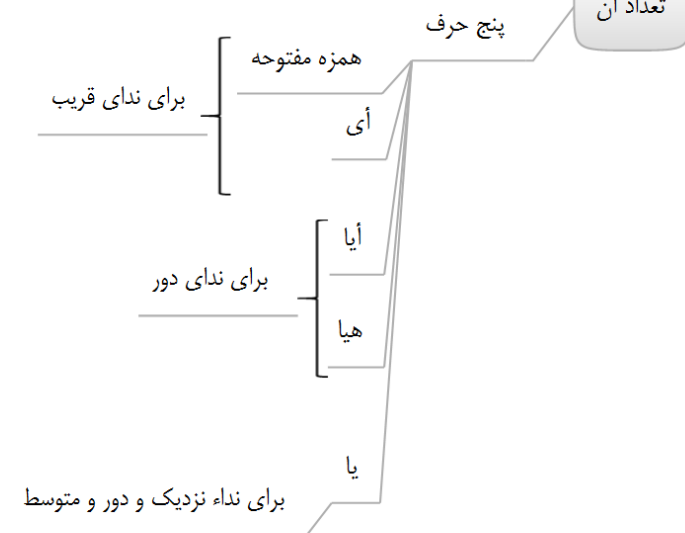 تعداد آن
پنج حرف
همزه مفتوحه
أی
برای ندای قریب
أیا
هیا
برای ندای دور
یا
برای نداء نزدیک و دور و متوسط